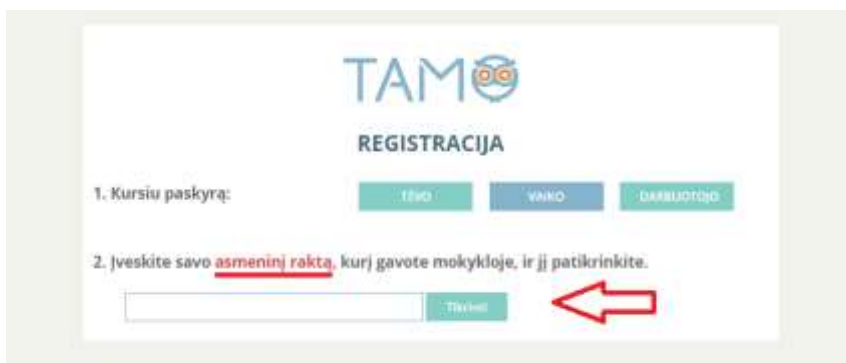 TAMO
REGISTRACIJA
1. Kursiu paskyrą: TĖVO VAIKO DARBUOTOJO
2. Įveskite savo asmeninį raktą, kurį gavote mokykloje, ir jį patikrinkite.
Tikrinti